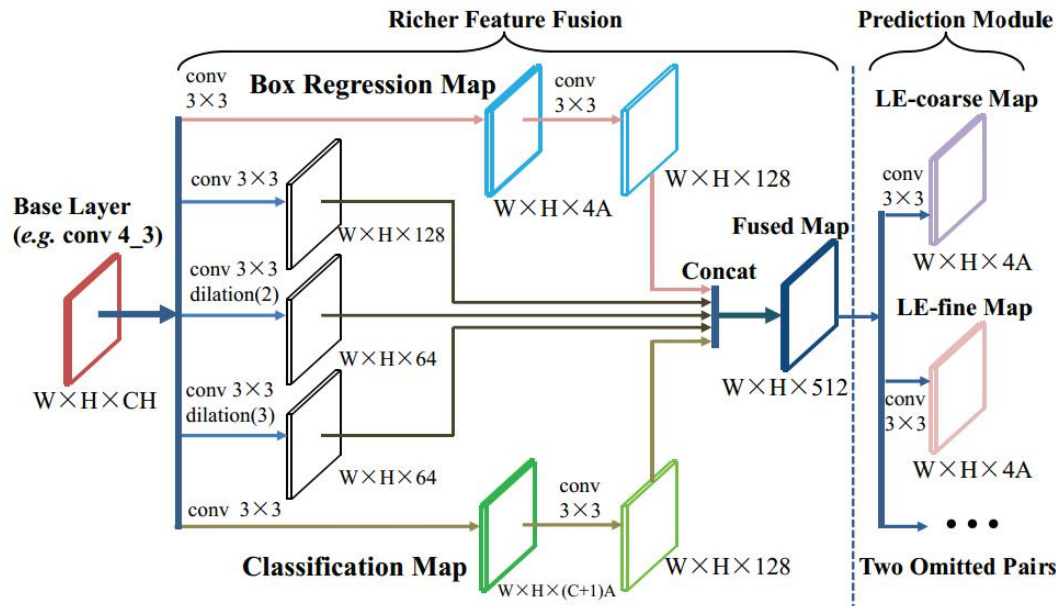 Richer Feature Fusion
Prediction Module
conv
3×3
Box Regression Map
conv
3×3
W×H×4A
W×H×128
conv 3×3
W×H×128
Base Layer
(e.g. conv 4_3)
W×H×CH
conv 3×3
dilation(2)
W×H×64
conv 3×3
dilation(3)
W×H×64
conv 3×3
Classification Map
W×H×(C+1)A
conv
3×3
W×H×128
Concat
Fused Map
W×H×512
LE-coarse Map
conv
3×3
W×H×4A
LE-fine Map
conv
3×3
W×H×4A
• • •
Two Omitted Pairs